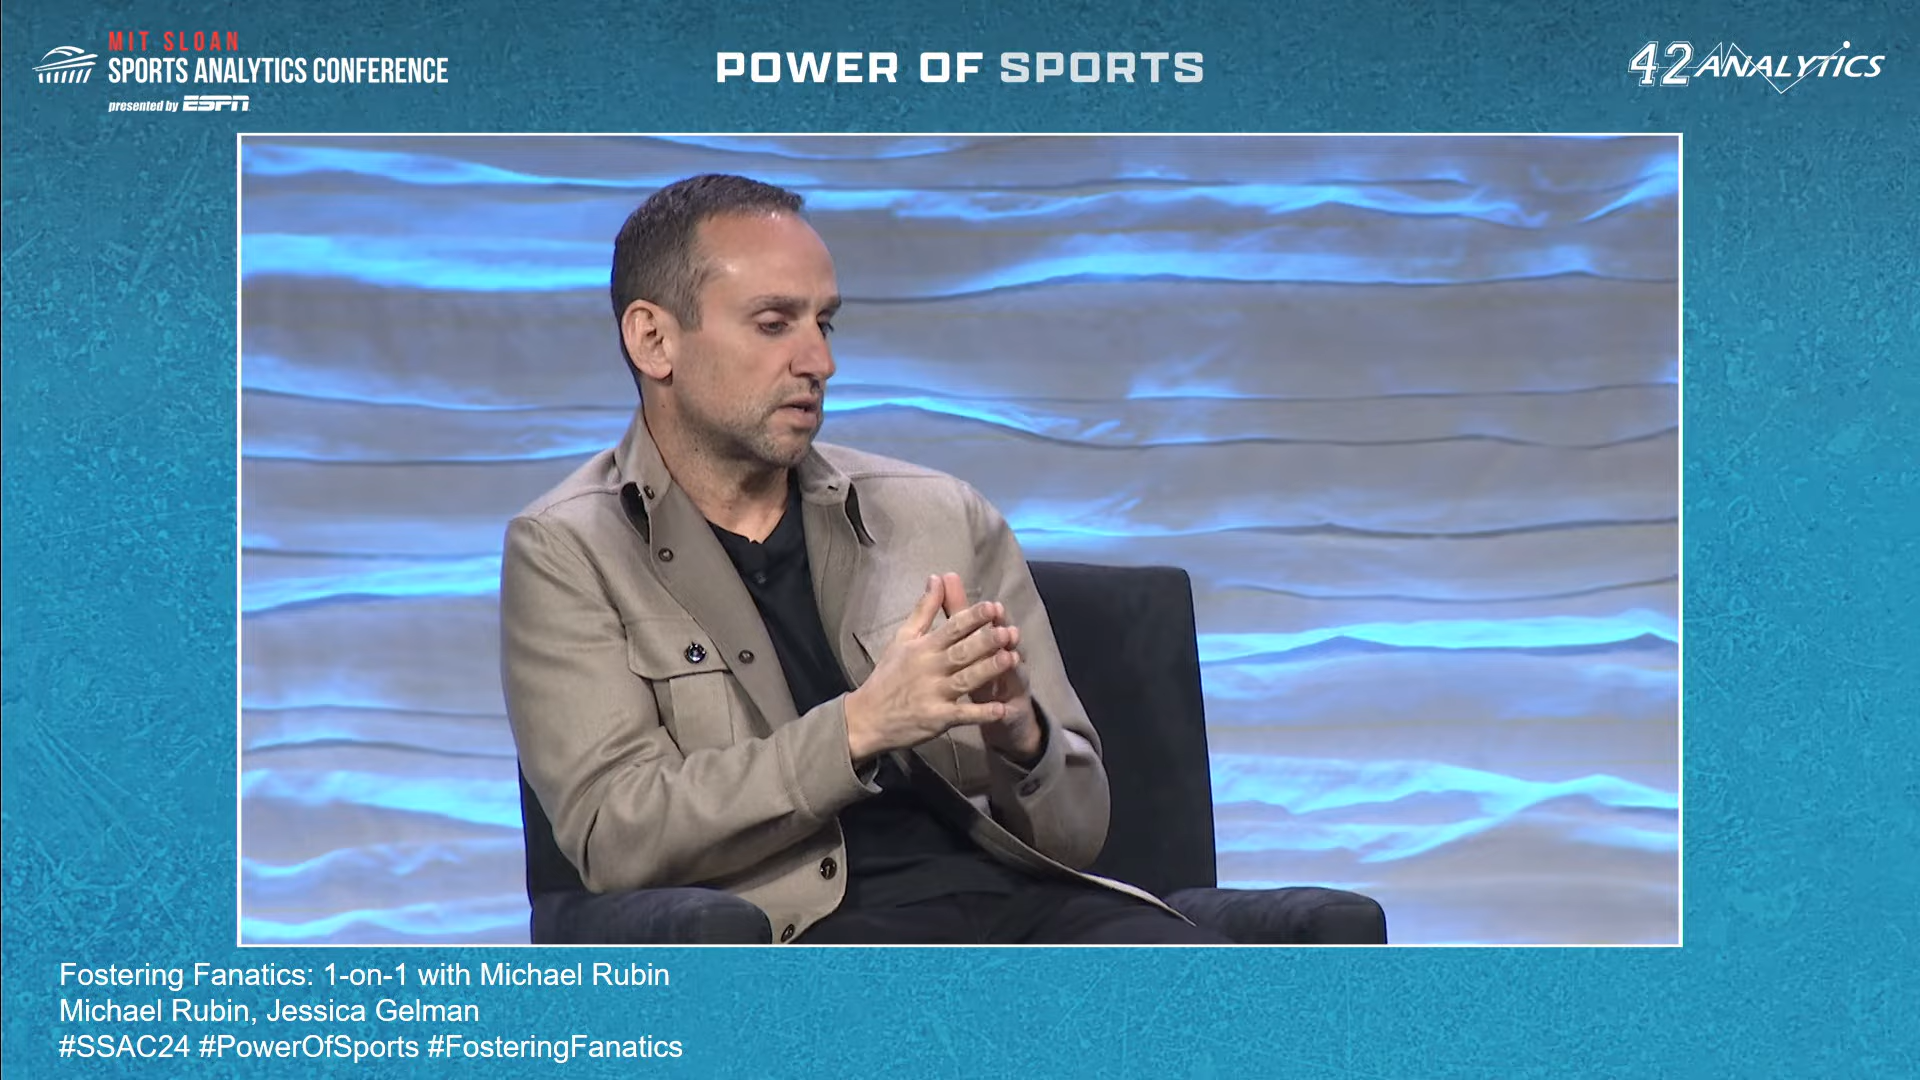 MIT SLOAN
SPORTS ANALYTICS CONFERENCE
presented by ESPN
POWER OF SPORTS
42 ANALYTICS
Fostering Fanatics: 1-on-1 with Michael Rubin
Michael Rubin, Jessica Gelman
#SSAC24 #PowerOfSports #FosteringFanatics